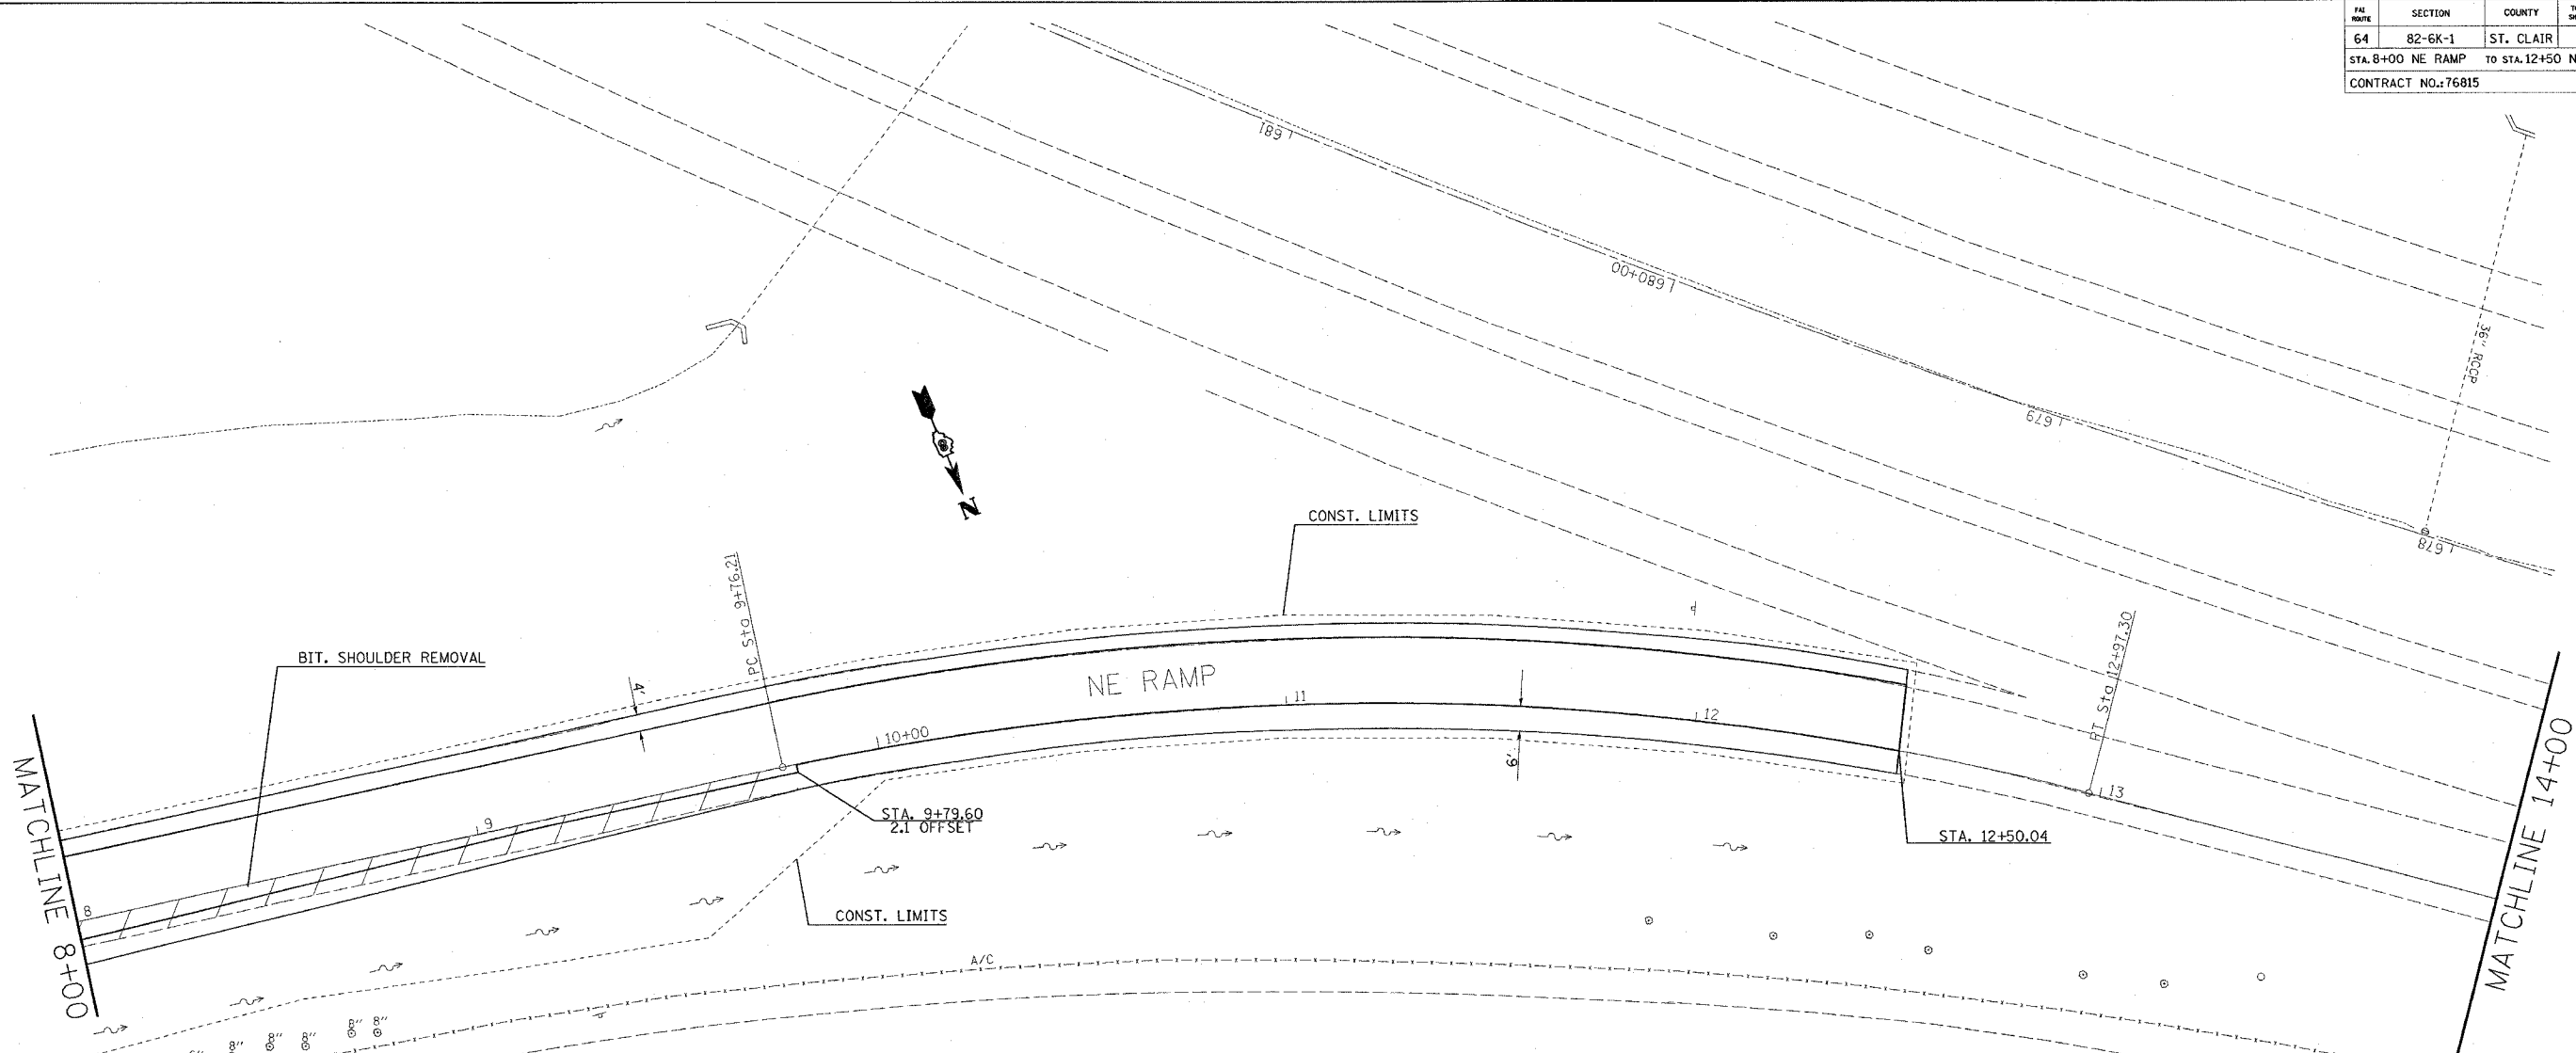 FAI ROUTE SECTION COUNTY
64 82-6K-1 ST. CLAIR
STA. 8+00 NE RAMP TO STA. 12+50 N
CONTRACT NO.: 76815
L 681
L 680+00
L 679
L 678
36" RCCP
N
CONST. LIMITS
PC Sta 9+76.21
PT Sta 12+97.30
BIT. SHOULDER REMOVAL
4'
NE RAMP
11
12
10+00
6'
9
8
13
STA. 9+79.60
2.1 OFFSET
STA. 12+50.04
CONST. LIMITS
MATCHLINE 8+00
MATCHLINE 14+00
A/C
8" 8"
8" 8" 8"